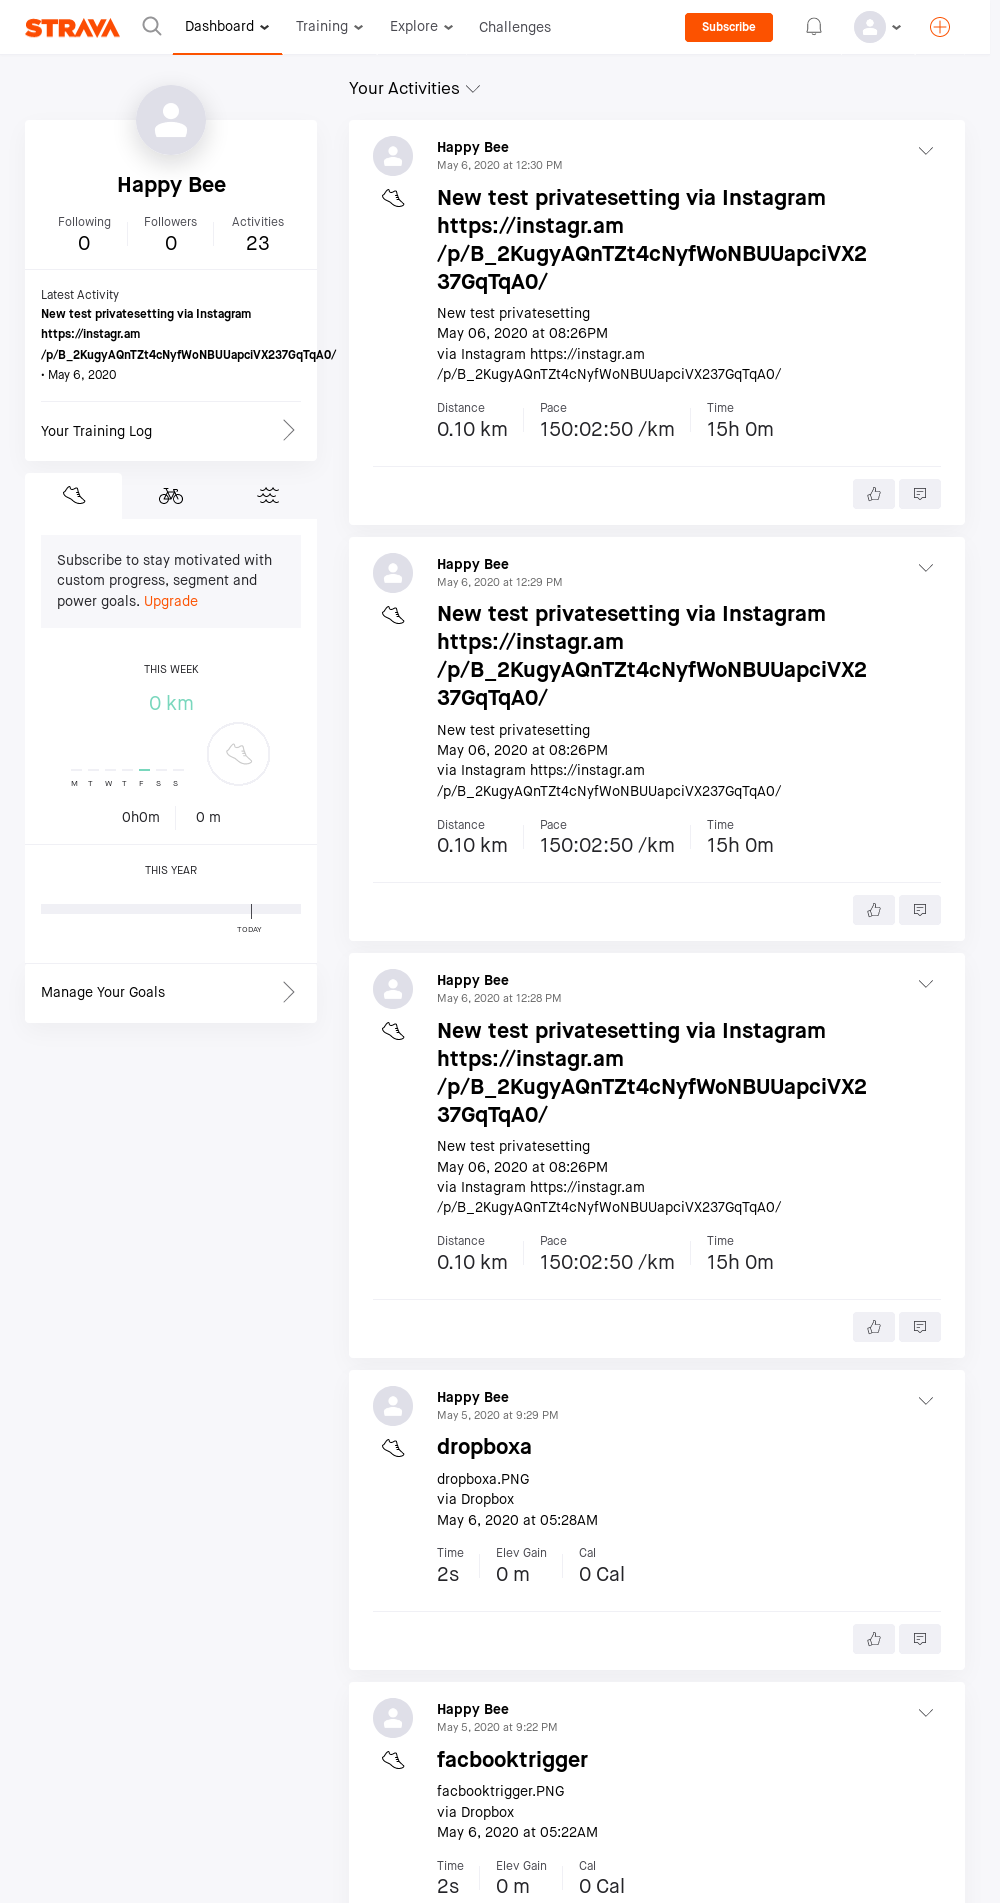 STRAVA
Dashboard
Training
Explore
Challenges
Subscribe
Your Activities
Happy Bee
Following
0
Followers
0
Activities
23
Latest Activity
New test privatesetting via Instagram
https://instagr.am
/p/B_2KugyAQnTZt4cNyfWoNBUUapciVX237GqTqA0/
• May 6, 2020
Your Training Log
Subscribe to stay motivated with
custom progress, segment and
power goals. Upgrade
THIS WEEK
0 km
M T W T F S S
0h0m
0 m
THIS YEAR
TODAY
Manage Your Goals
Happy Bee
May 6, 2020 at 12:30 PM
New test privatesetting via Instagram
https://instagr.am
/p/B_2KugyAQnTZt4cNyfWoNBUUapciVX2
37GqTqA0/
New test privatesetting
May 06, 2020 at 08:26PM
via Instagram https://instagr.am
/p/B_2KugyAQnTZt4cNyfWoNBUUapciVX237GqTqA0/
Distance
0.10 km
Pace
150:02:50 /km
Time
15h 0m
Happy Bee
May 6, 2020 at 12:29 PM
New test privatesetting via Instagram
https://instagr.am
/p/B_2KugyAQnTZt4cNyfWoNBUUapciVX2
37GqTqA0/
New test privatesetting
May 06, 2020 at 08:26PM
via Instagram https://instagr.am
/p/B_2KugyAQnTZt4cNyfWoNBUUapciVX237GqTqA0/
Distance
0.10 km
Pace
150:02:50 /km
Time
15h 0m
Happy Bee
May 6, 2020 at 12:28 PM
New test privatesetting via Instagram
https://instagr.am
/p/B_2KugyAQnTZt4cNyfWoNBUUapciVX2
37GqTqA0/
New test privatesetting
May 06, 2020 at 08:26PM
via Instagram https://instagr.am
/p/B_2KugyAQnTZt4cNyfWoNBUUapciVX237GqTqA0/
Distance
0.10 km
Pace
150:02:50 /km
Time
15h 0m
Happy Bee
May 5, 2020 at 9:29 PM
dropboxa
dropboxa.PNG
via Dropbox
May 6, 2020 at 05:28AM
Time
2s
Elev Gain
0 m
Cal
0 Cal
Happy Bee
May 5, 2020 at 9:22 PM
facbooktrigger
facbooktrigger.PNG
via Dropbox
May 6, 2020 at 05:22AM
Time
2s
Elev Gain
0 m
Cal
0 Cal